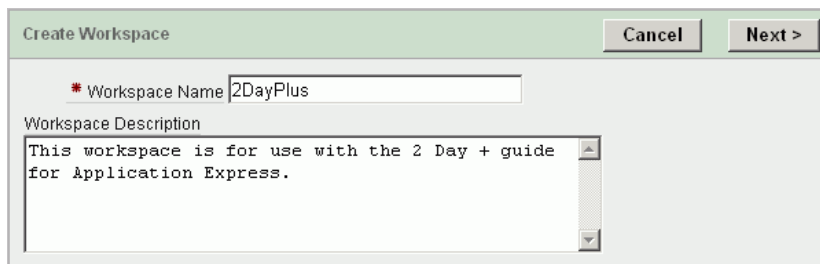 Create Workspace
Cancel
Next >
* Workspace Name 2DayPlus
Workspace Description
This workspace is for use with the 2 Day + guide
for Application Express.